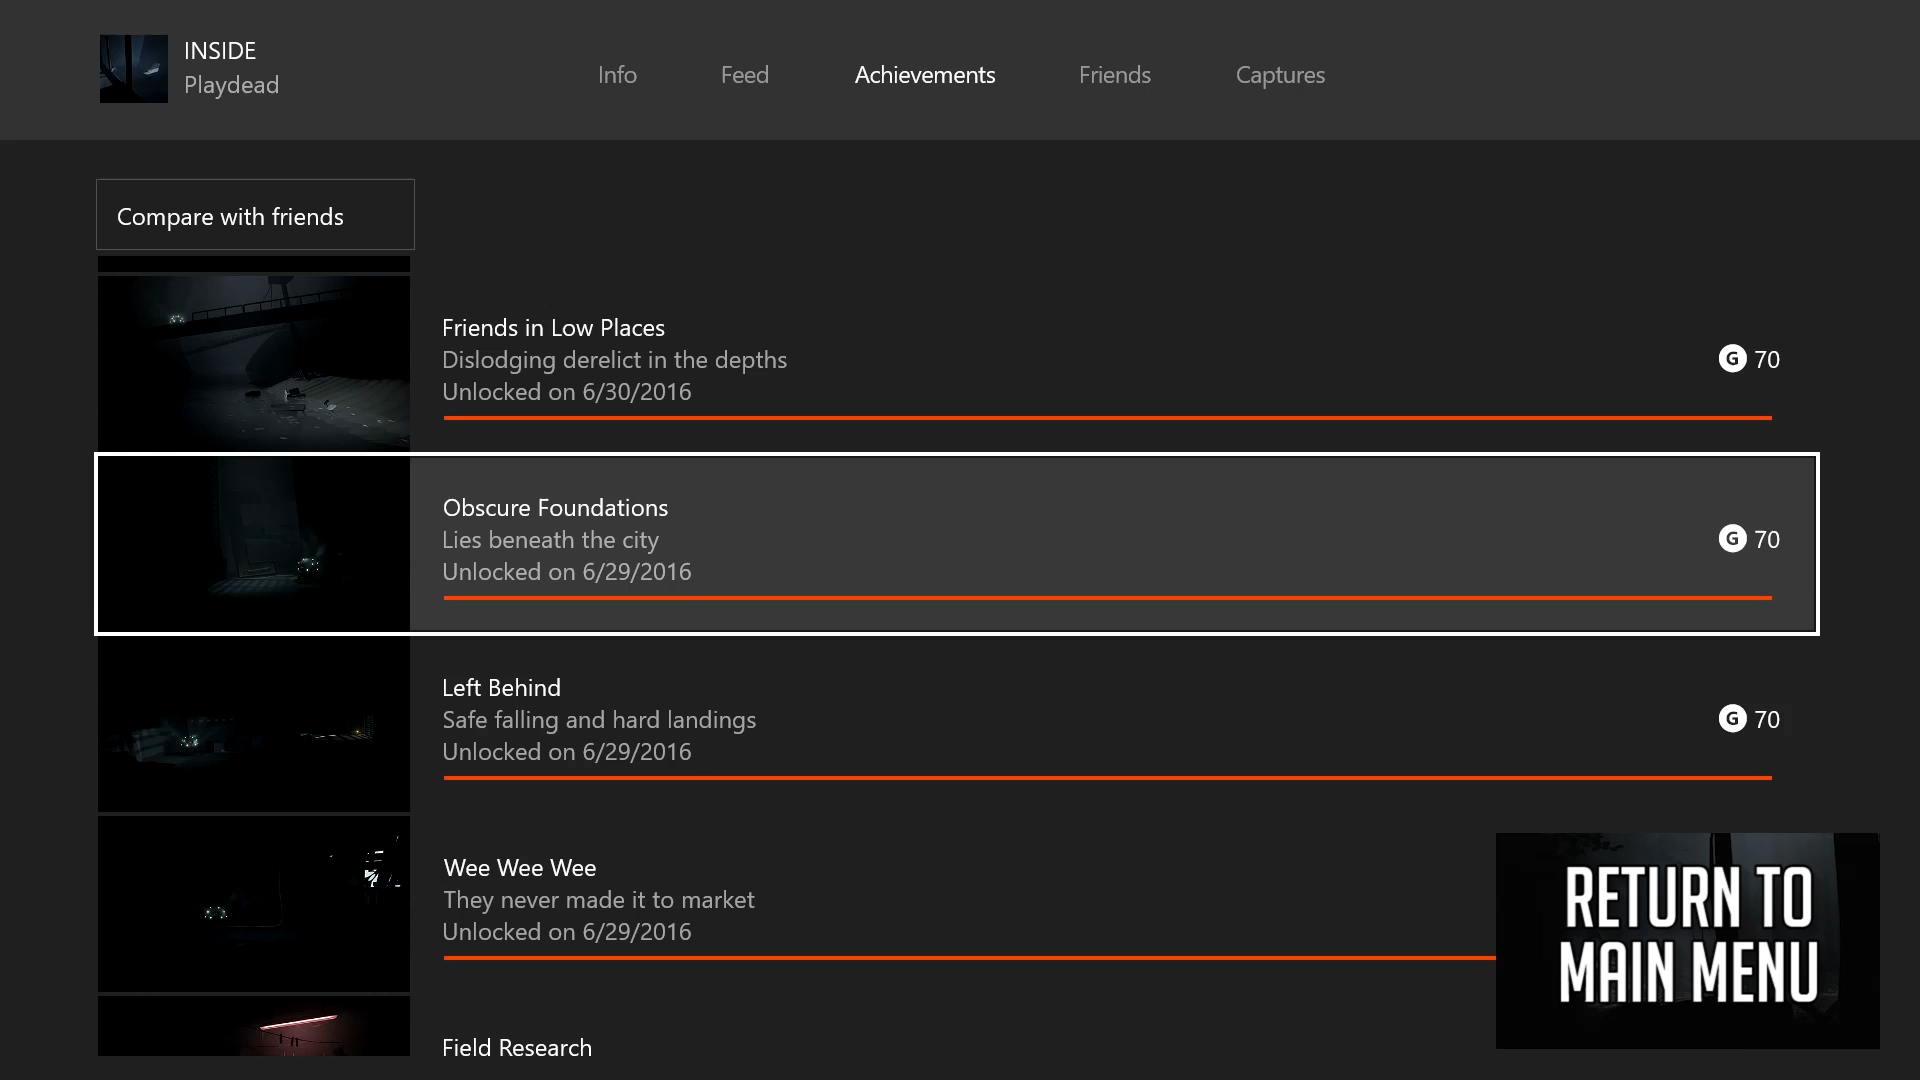 INSIDE
Playdead
Info
Feed
Achievements
Friends
Captures
Compare with friends
Friends in Low Places
Dislodging derelict in the depths
Unlocked on 6/30/2016
G 70
Obscure Foundations
Lies beneath the city
Unlocked on 6/29/2016
G 70
Left Behind
Safe falling and hard landings
Unlocked on 6/29/2016
G 70
Wee Wee Wee
They never made it to market
Unlocked on 6/29/2016
RETURN TO
MAIN MENU
Field Research